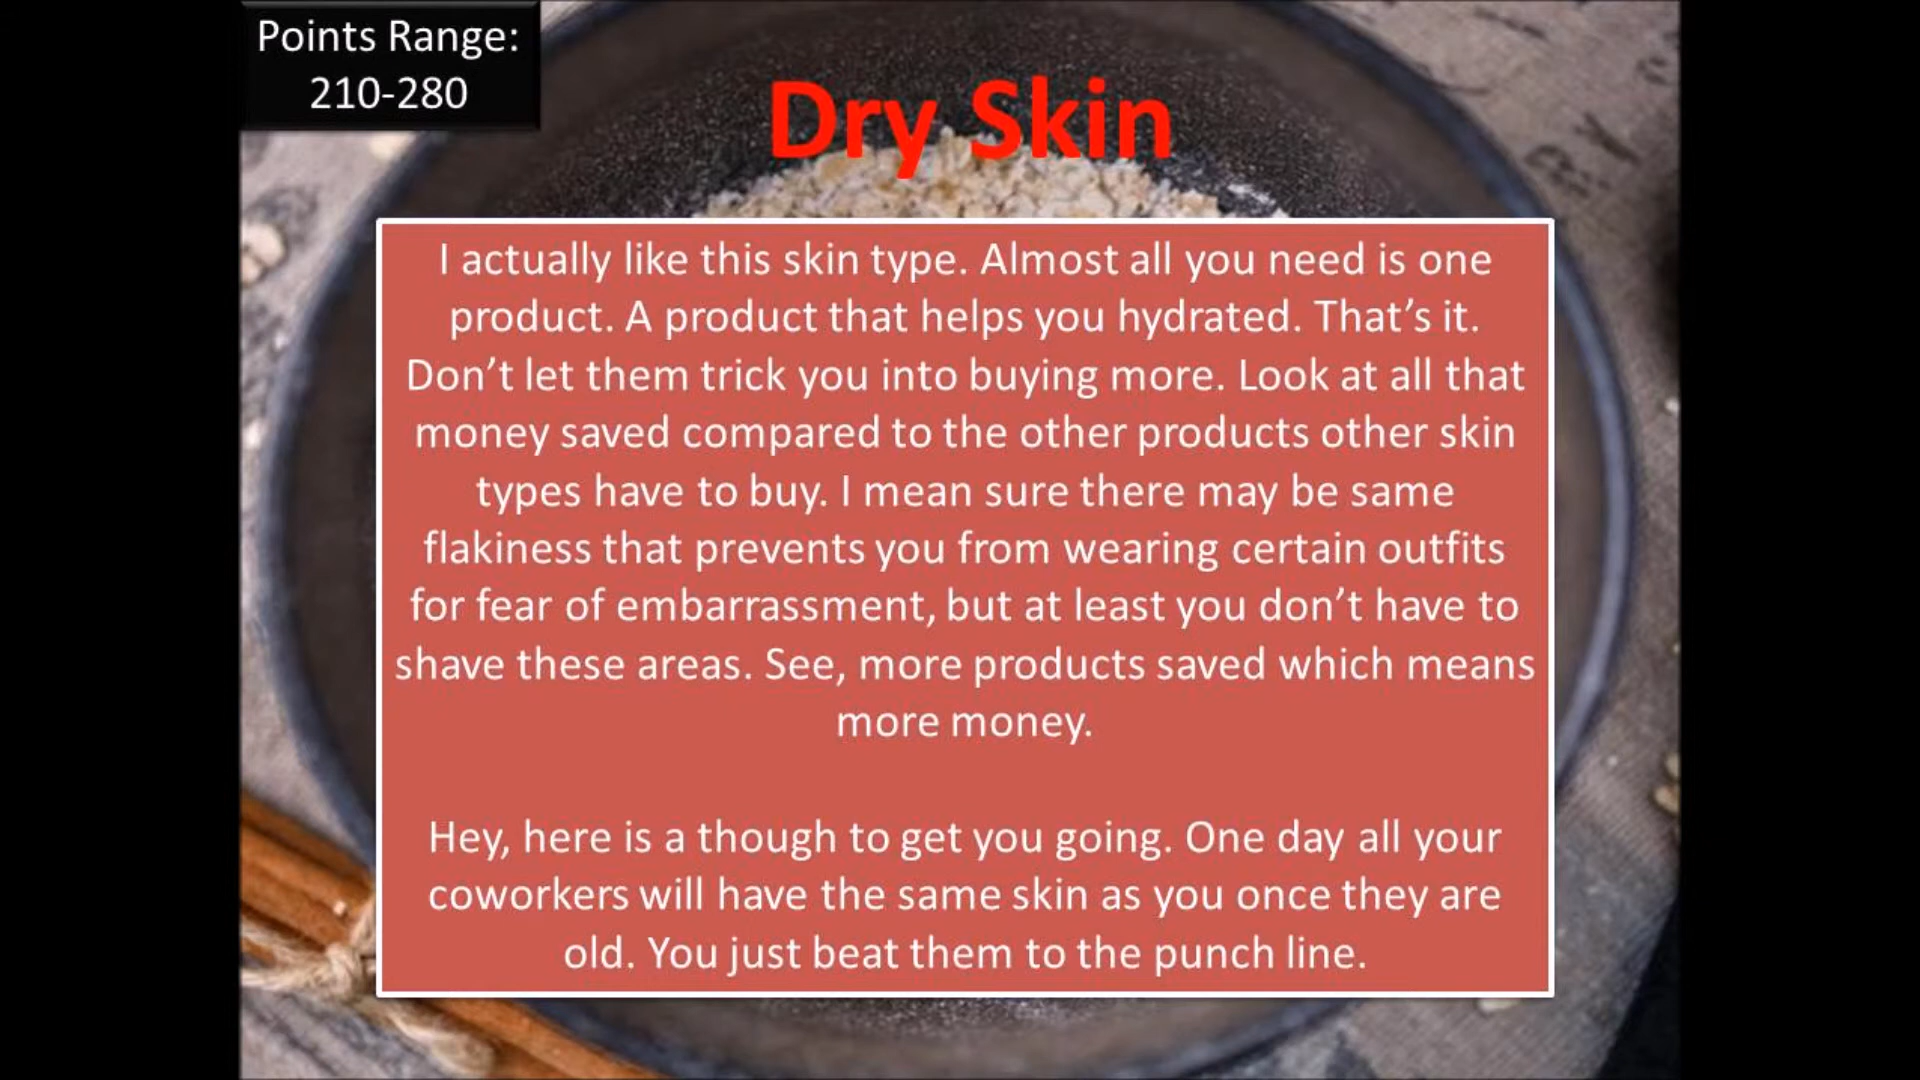 Points Range:
210-280
Dry Skin
I actually like this skin type. Almost all you need is one
product. A product that helps you hydrated. That’s it.
Don’t let them trick you into buying more. Look at all that
money saved compared to the other products other skin
types have to buy. I mean sure there may be same
flakiness that prevents you from wearing certain outfits
for fear of embarrassment, but at least you don’t have to
shave these areas. See, more products saved which means
more money.
Hey, here is a though to get you going. One day all your
coworkers will have the same skin as you once they are
old. You just beat them to the punch line.